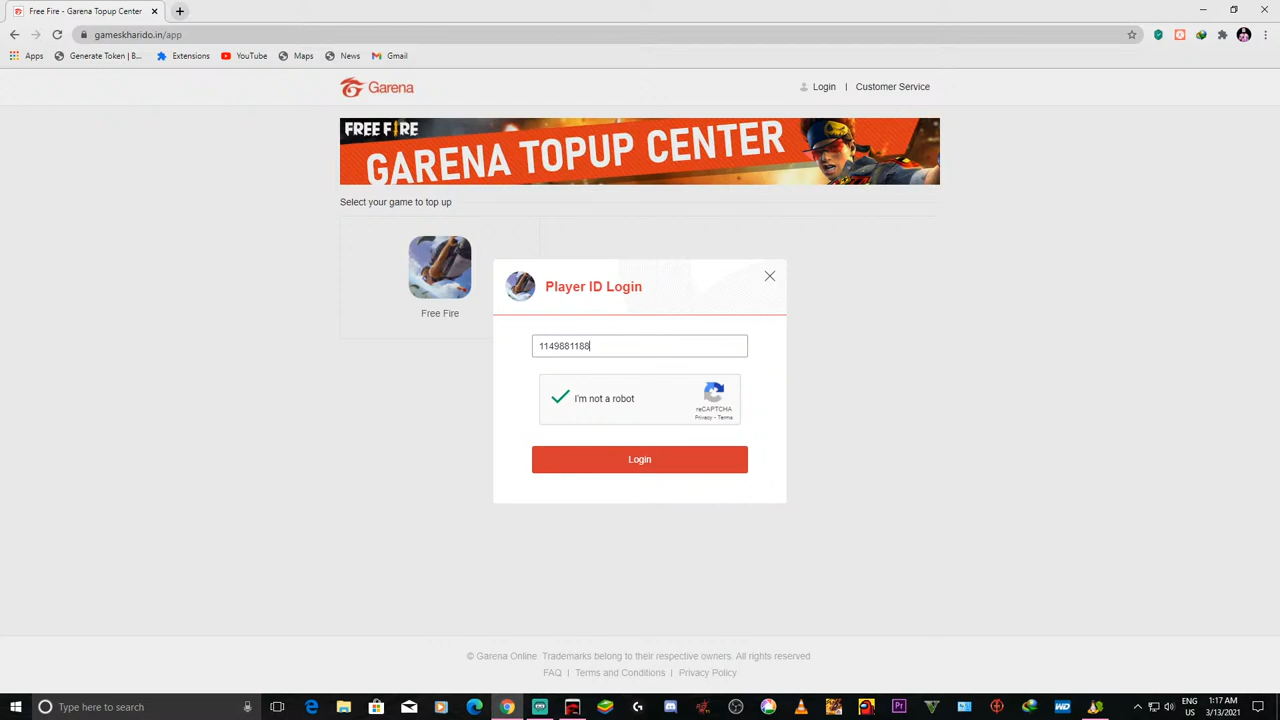 Free Fire - Garena Topup Center
gameskharido.in/app
Apps
Generate Token | B...
Extensions
YouTube
Maps
News
Gmail
Garena
Login | Customer Service
FREE FIRE
GARENA TOPUP CENTER
Select your game to top up
Free Fire
Player ID Login
1149881188
I'm not a robot
reCAPTCHA
Privacy - Terms
Login
© Garena Online. Trademarks belong to their respective owners. All rights reserved
FAQ | Terms and Conditions | Privacy Policy
Type here to search
Pr
WD
ENG
US
1:17 AM
3/13/2021